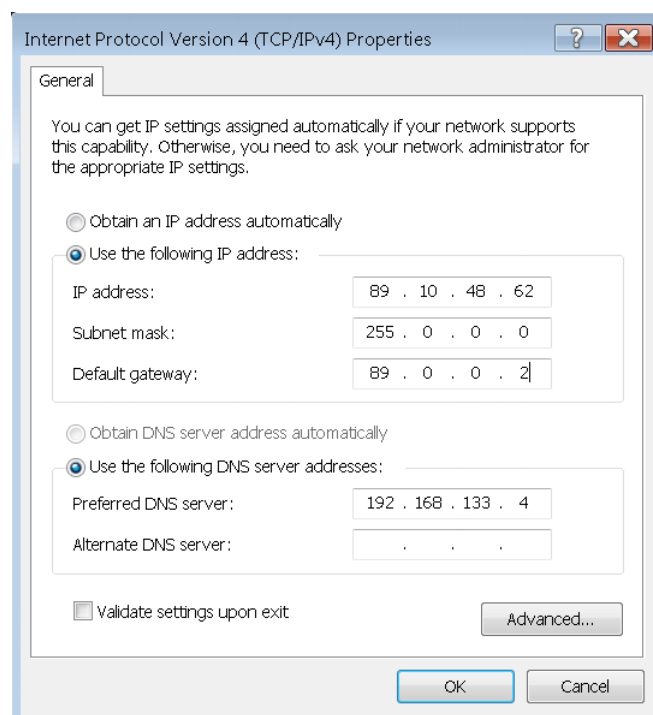 Internet Protocol Version 4 (TCP/IPv4) Properties
?
General
You can get IP settings assigned automatically if your network supports
this capability. Otherwise, you need to ask your network administrator for
the appropriate IP settings.
Obtain an IP address automatically
Use the following IP address:
IP address: 89 . 10 . 48 . 62
Subnet mask: 255 . 0 . 0 . 0
Default gateway: 89 . 0 . 0 . 2
Obtain DNS server address automatically
Use the following DNS server addresses:
Preferred DNS server: 192 . 168 . 133 . 4
Alternate DNS server: . . .
Validate settings upon exit
Advanced...
OK Cancel